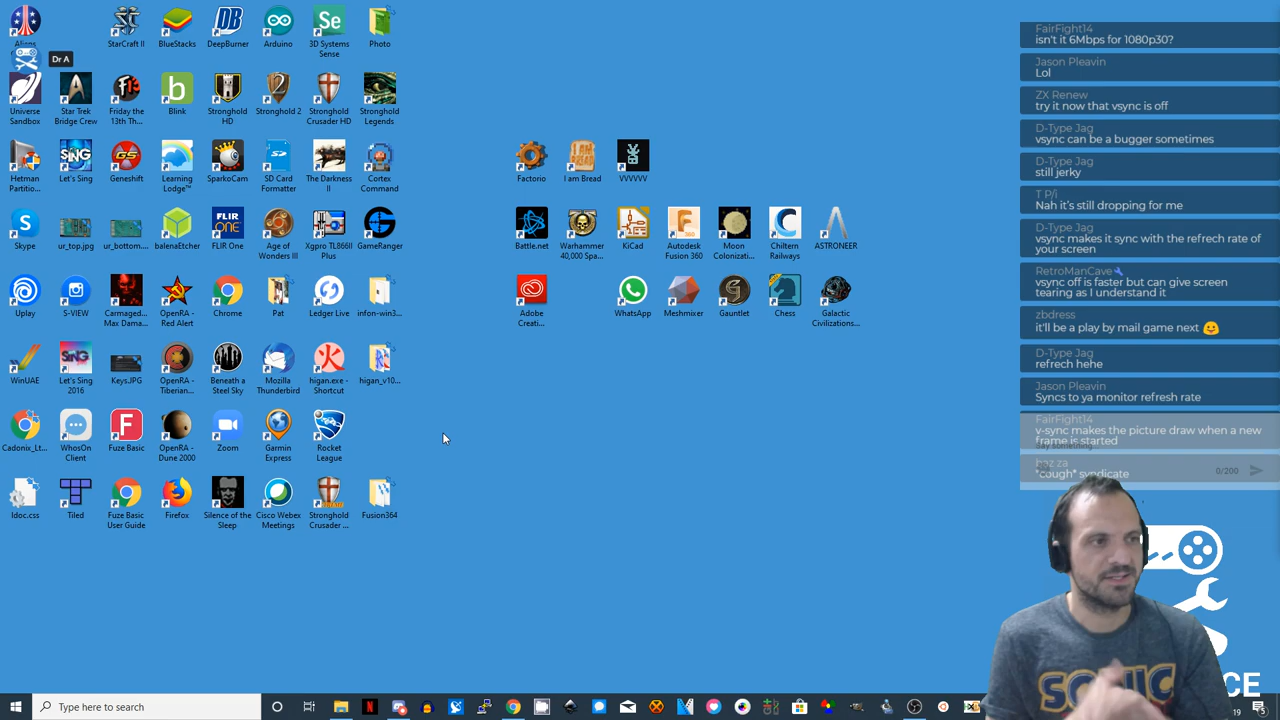 Aliens
StarCraft II
BlueStacks
DeepBurner
Arduino
3D Systems
Sense
Photo
Dr A
Universe
Sandbox
Star Trek
Bridge Crew
Friday the
13th Th...
Blink
Stronghold
HD
Stronghold 2
Stronghold
Crusader HD
Stronghold
Legends
Hetman
Partitio...
Let's Sing
Geneshift
Learning
Lodge™
SparkoCam
SD Card
Formatter
The Darkness
II
Cortex
Command
Factorio
I am Bread
VVVVVV
Skype
ur_top.jpg
ur_bottom....
balenaEtcher
FLIR One
Age of
Wonders III
Xgpro TL866II
Plus
GameRanger
Battle.net
Warhammer
40,000 Spa...
KiCad
Autodesk
Fusion 360
Moon
Colonizati...
Chiltern
Railways
ASTRONEER
Uplay
S-VIEW
Carmaged...
Max Dama...
OpenRA -
Red Alert
Chrome
Pat
Ledger Live
infon-win3...
Adobe
Creati...
WhatsApp
Meshmixer
Gauntlet
Chess
Galactic
Civilizations...
WinUAE
Let's Sing
2016
Keys.JPG
OpenRA -
Tiberian...
Beneath a
Steel Sky
Mozilla
Thunderbird
higan.exe -
Shortcut
higan_v10...
Cadonix_Lt...
WhosOn
Client
Fuze Basic
OpenRA -
Dune 2000
Zoom
Garmin
Express
Rocket
League
ldoc.css
Tiled
Fuze Basic
User Guide
Firefox
Silence of the
Sleep
Cisco Webex
Meetings
Stronghold
Crusader ...
Fusion364
FairFight14
isn't it 6Mbps for 1080p30?
Jason Pleavin
Lol
ZX Renew
try it now that vsync is off
D-Type Jag
vsync can be a bugger sometimes
D-Type Jag
still jerky
T P/i
Nah it's still dropping for me
D-Type Jag
vsync makes it sync with the refrech rate of
your screen
RetroManCave
vsync off is faster but can give screen
tearing as I understand it
zbdress
it'll be a play by mail game next
D-Type Jag
refrech hehe
Jason Pleavin
Syncs to ya monitor refresh rate
FairFight14
v-sync makes the picture draw when a new
frame is started
Say something...
baz za
*cough* syndicate
0/200
SONIC
CE
Type here to search
19